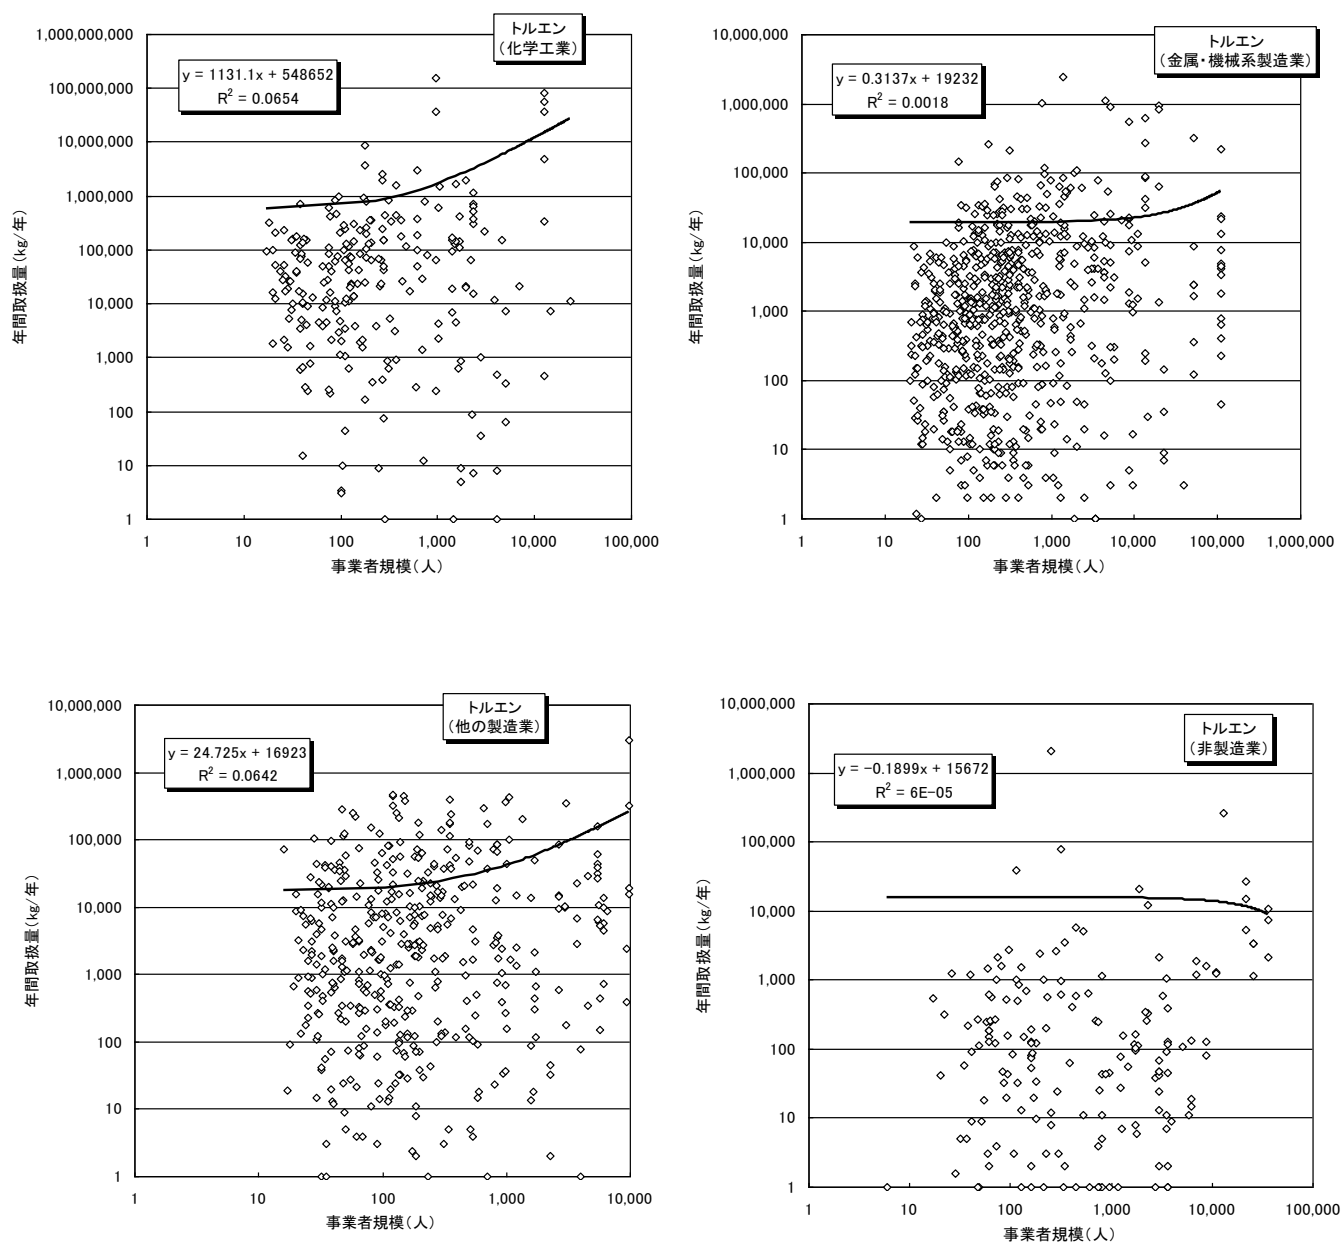 トルエン
(化学工業)
y = 1131.1x + 548652
R² = 0.0654
年間取扱量(kg/年)
1,000,000,000
100,000,000
10,000,000
1,000,000
100,000
10,000
1,000
100
10
1
1 10 100 1,000 10,000 100,000
事業者規模(人)
トルエン
(金属・機械系製造業)
y = 0.3137x + 19232
R² = 0.0018
年間取扱量(kg/年)
10,000,000
1,000,000
100,000
10,000
1,000
100
10
1
1 10 100 1,000 10,000 100,000 1,000,000
事業者規模(人)
トルエン
(他の製造業)
y = 24.725x + 16923
R² = 0.0642
年間取扱量(kg/年)
10,000,000
1,000,000
100,000
10,000
1,000
100
10
1
1 10 100 1,000 10,000
事業者規模(人)
トルエン
(非製造業)
y = -0.1899x + 15672
R² = 6E-05
年間取扱量(kg/年)
10,000,000
1,000,000
100,000
10,000
1,000
100
10
1
1 10 100 1,000 10,000 100,000
事業者規模(人)